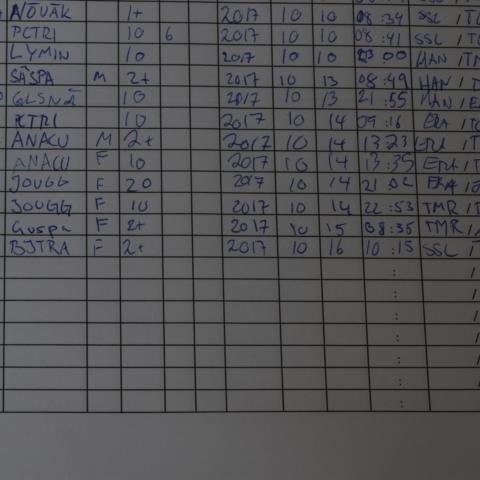 NOVAK 1+ 2017 10 10 08:34 SSL /T
PCTRI 10 6 2017 10 10 08:41 SSL /T
LYMIN 10 2017 10 10 23 00 HAN /TM
SASPA M 2+ 2017 10 13 08:49 HAN /T
GLSNA 10 2017 10 13 21:55 HAN /E
PCTRI 10 2017 10 14 09:16 ERA /TC
ANACU M 2+ 2017 10 14 13 23 /T
ANACU F 10 2017 10 14 13:35 ERA /T
JOUGG F 20 2017 10 14 21:02 ERA /
JOUGG F 10 2017 10 14 22:53 TMR /T
GUSPA F 2+ 2017 10 15 08:35 TMR /
BJTRA F 2+ 2017 10 16 10:15 SSL /T
: /
: /
: /
: /
: /
: /
: /
: